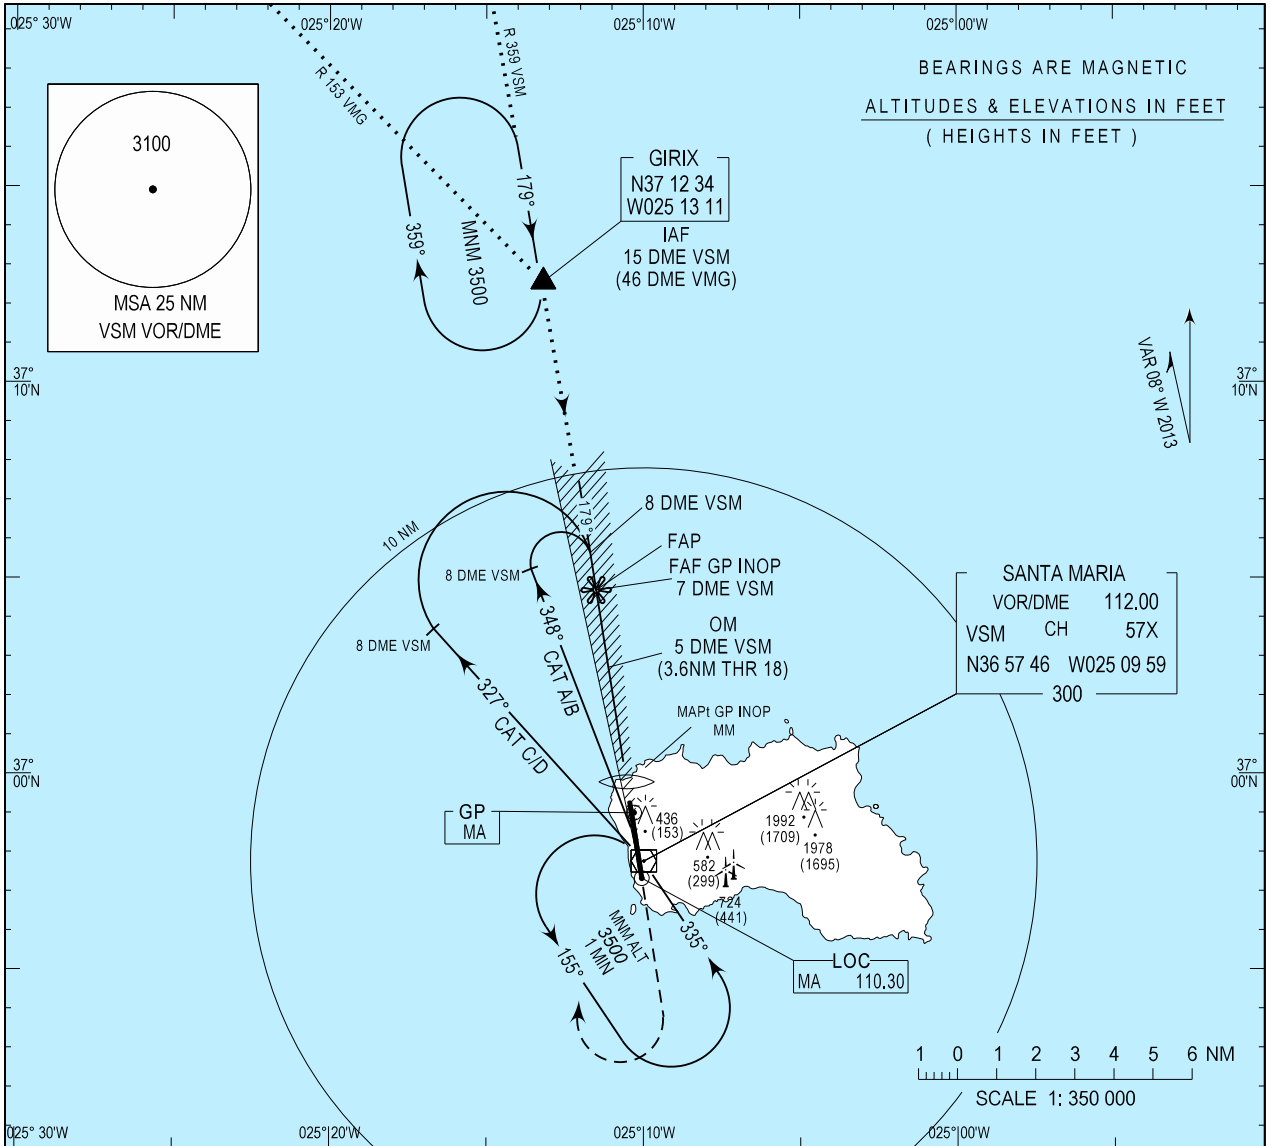 025° 30' W
025° 20' W
025° 10' W
025° 00' W
BEARINGS ARE MAGNETIC
ALTITUDES & ELEVATIONS IN FEET
( HEIGHTS IN FEET )
3100
MSA 25 NM
VSM VOR/DME
R 153 VMG
R 359 VSM
GIRIX
N37 12 34
W025 13 11
IAF
15 DME VSM
(46 DME VMG)
179°
359°
MNM 3500
VAR 08° W 2013
37°
10'N
37°
10'N
10 NM
179°
8 DME VSM
FAP
FAF GP INOP
7 DME VSM
OM
5 DME VSM
(3.6NM THR 18)
8 DME VSM
8 DME VSM
348° CAT A/B
327° CAT C/D
MAPt GP INOP
MM
SANTA MARIA
VOR/DME 112.00
VSM CH 57X
N36 57 46 W025 09 59
300
37°
00'N
37°
00'N
GP
MA
436
(153)
582
(299)
724
(441)
1992
(1709)
1978
(1695)
335°
155°
MNM ALT
3500
1 MIN
LOC
MA 110.30
1 0 1 2 3 4 5 6 NM
SCALE 1: 350 000
025° 30' W
025° 20' W
025° 10' W
025° 00' W